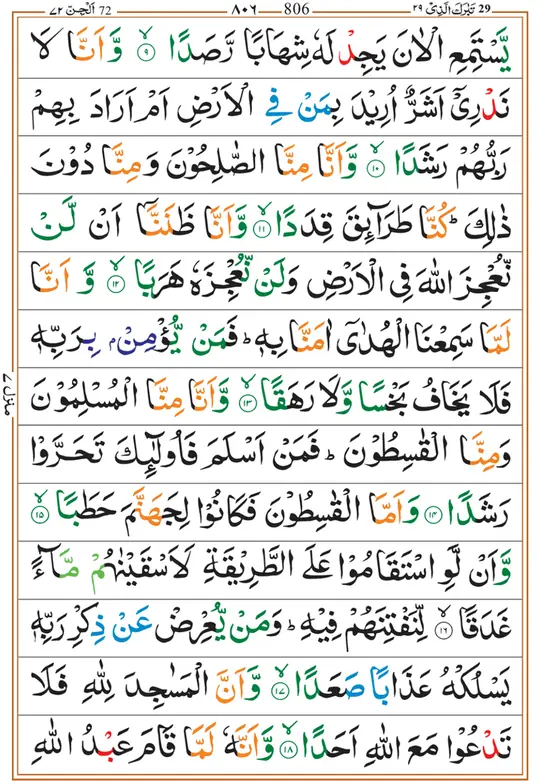 29 تَبٰرَكَ الَّذِیْ ٢٩ 806 ٨٠٦ 72 اَلْجِنّ ٧٢
یَّسْتَمِعِ الْاٰنَ یَجِدْ لَهٗ شِهَابًا رَّصَدًا ۙ‏﴿۹﴾ وَّاَنَّا لَا
نَدْرِیْۤ اَشَرٌّ اُرِیْدَ بِمَنْ فِی الْاَرْضِ اَمْ اَرَادَ بِهِمْ
رَبُّهُمْ رَشَدًا ۙ‏﴿۱۰﴾ وَّاَنَّا مِنَّا الصّٰلِحُوْنَ وَمِنَّا دُوْنَ
ذٰلِكَ ؕ كُنَّا طَرَآئِقَ قِدَدًا ۙ‏﴿۱۱﴾ وَّاَنَّا ظَنَنَّاۤ اَنْ لَّنْ
نُّعْجِزَ اللّٰهَ فِی الْاَرْضِ وَلَنْ نُّعْجِزَهٗ هَرَبًا ۙ‏﴿۱۲﴾ وَّاَنَّا
لَمَّا سَمِعْنَا الْهُدٰۤی اٰمَنَّا بِهٖ ؕ فَمَنْ یُّؤْمِنْۢ بِرَبِّهٖ
فَلَا یَخَافُ بَخْسًا وَّلَا رَهَقًا ۙ‏﴿۱۳﴾ وَّاَنَّا مِنَّا الْمُسْلِمُوْنَ
وَمِنَّا الْقٰسِطُوْنَ ؕ فَمَنْ اَسْلَمَ فَاُولٰٓئِكَ تَحَرَّوْا
رَشَدًا ‏﴿۱۴﴾ وَاَمَّا الْقٰسِطُوْنَ فَكَانُوْا لِجَهَنَّمَ حَطَبًا ۙ‏﴿۱۵﴾
وَّاَنْ لَّوِ اسْتَقَامُوْا عَلَی الطَّرِیْقَةِ لَاَسْقَیْنٰهُمْ مَّآءً
غَدَقًا ۙ‏﴿۱۶﴾ لِّنَفْتِنَهُمْ فِیْهِ ؕ وَمَنْ یُّعْرِضْ عَنْ ذِكْرِ رَبِّهٖ
یَسْلُكْهُ عَذَابًا صَعَدًا ۙ‏﴿۱۷﴾ وَّاَنَّ الْمَسٰجِدَ لِلّٰهِ فَلَا
تَدْعُوْا مَعَ اللّٰهِ اَحَدًا ۙ‏﴿۱۸﴾ وَّاَنَّهٗ لَمَّا قَامَ عَبْدُ اللّٰهِ
منزل ٧